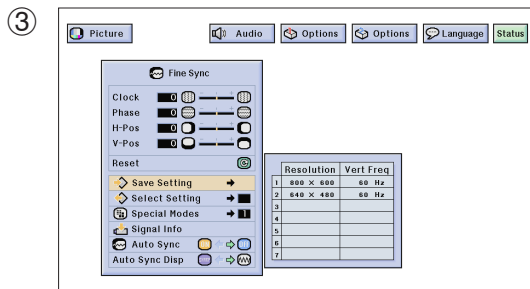 ③
Picture Audio Options Options Language Status
Fine Sync
Clock 0
Phase 0
H-Pos 0
V-Pos 0
Reset
Save Setting
Select Setting
Special Modes 1
Signal Info
Auto Sync
Auto Sync Disp
Resolution Vert Freq
1 800 X 600 60 Hz
2 640 X 480 60 Hz
3
4
5
6
7